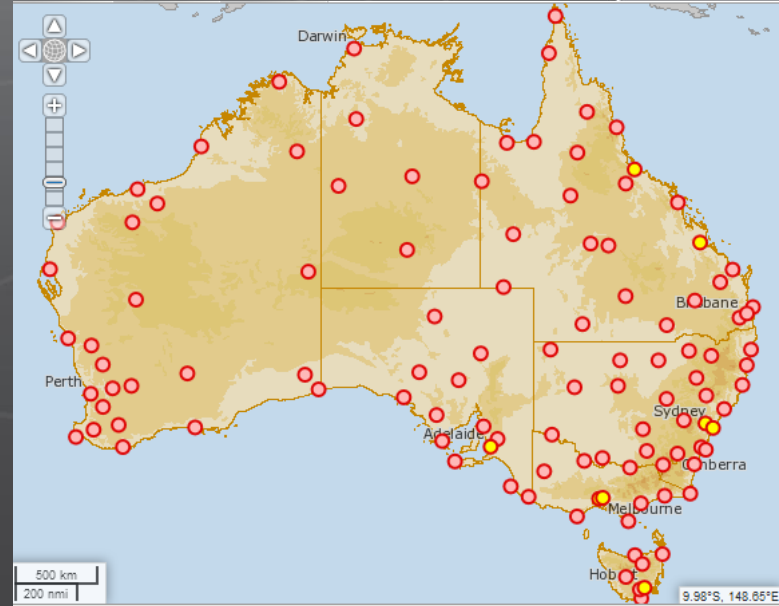 Darwin
Brisbane
Perth
Sydney
Adelaide
Canberra
Melbourne
Hobart
500 km
200 nmi
9.98°S, 148.65°E